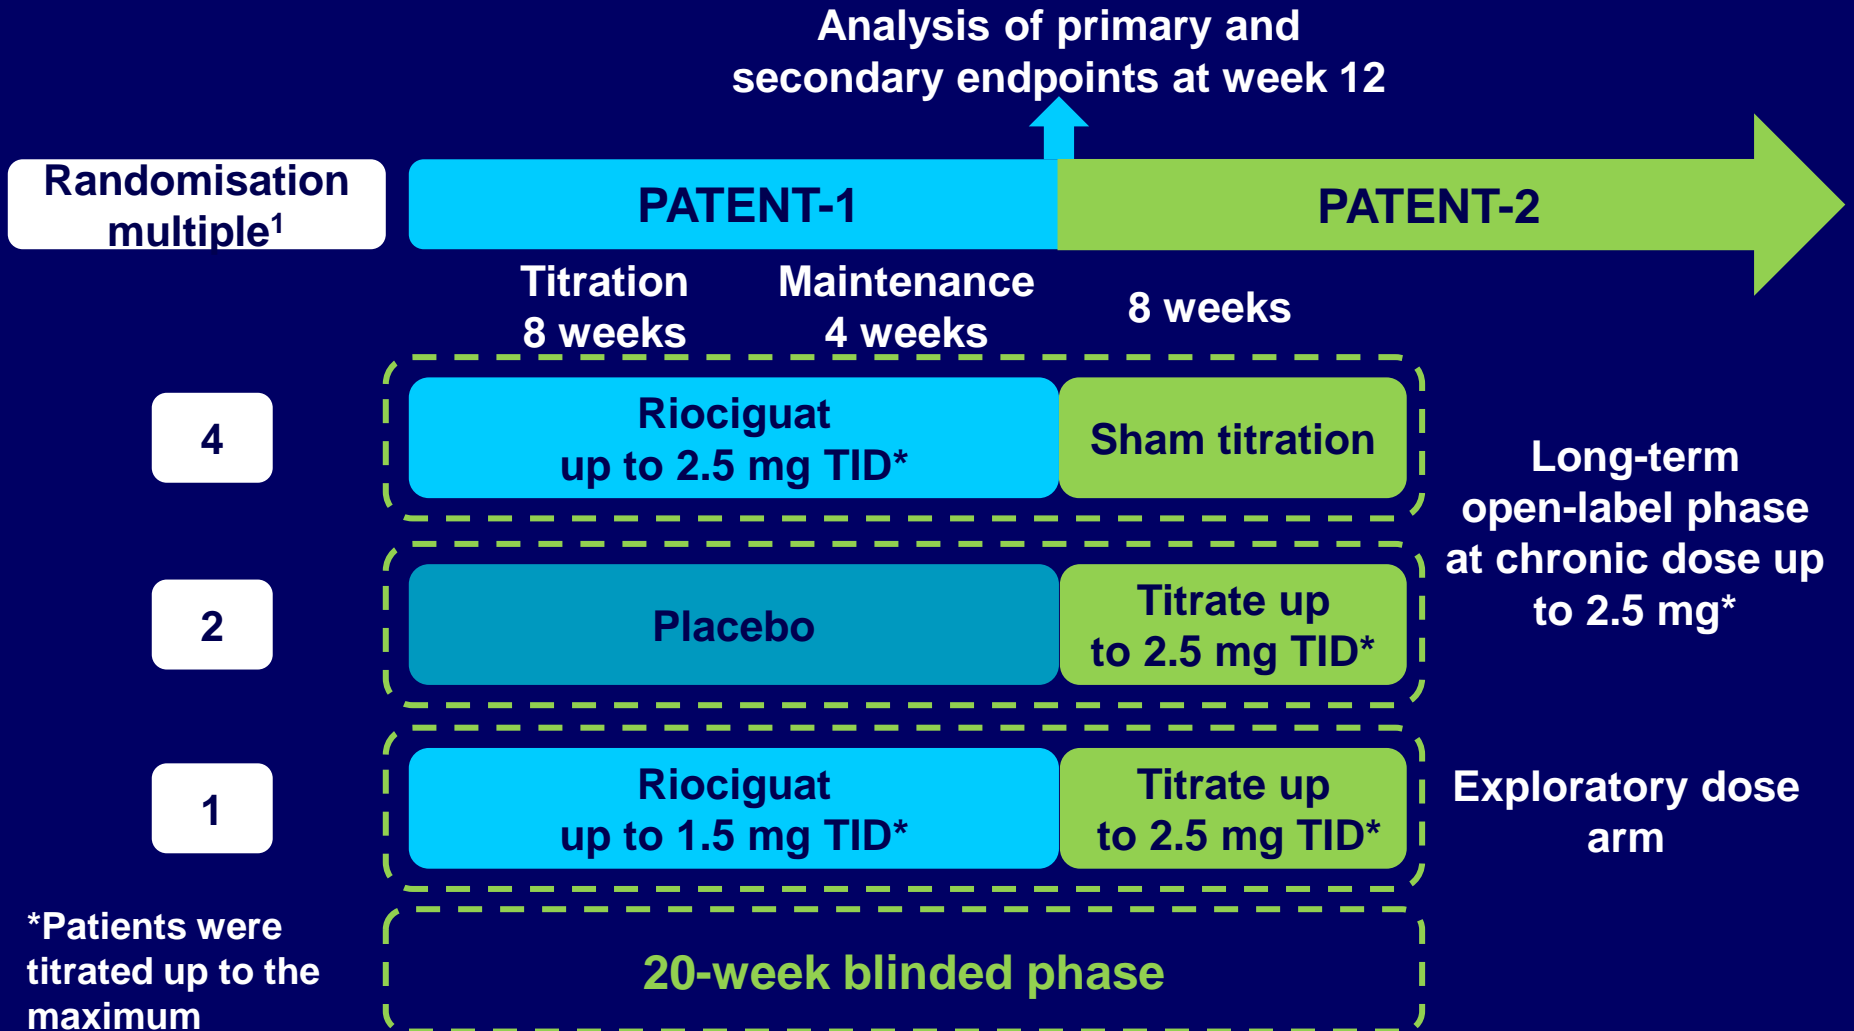 Analysis of primary and
secondary endpoints at week 12
Randomisation
multiple¹
PATENT-1
PATENT-2
Titration
8 weeks
Maintenance
4 weeks
8 weeks
4
Riociguat
up to 2.5 mg TID*
Sham titration
Long-term
open-label phase
at chronic dose up
to 2.5 mg*
2
Placebo
Titrate up
to 2.5 mg TID*
1
Riociguat
up to 1.5 mg TID*
Titrate up
to 2.5 mg TID*
Exploratory dose
arm
*Patients were
titrated up to the
maximum
20-week blinded phase